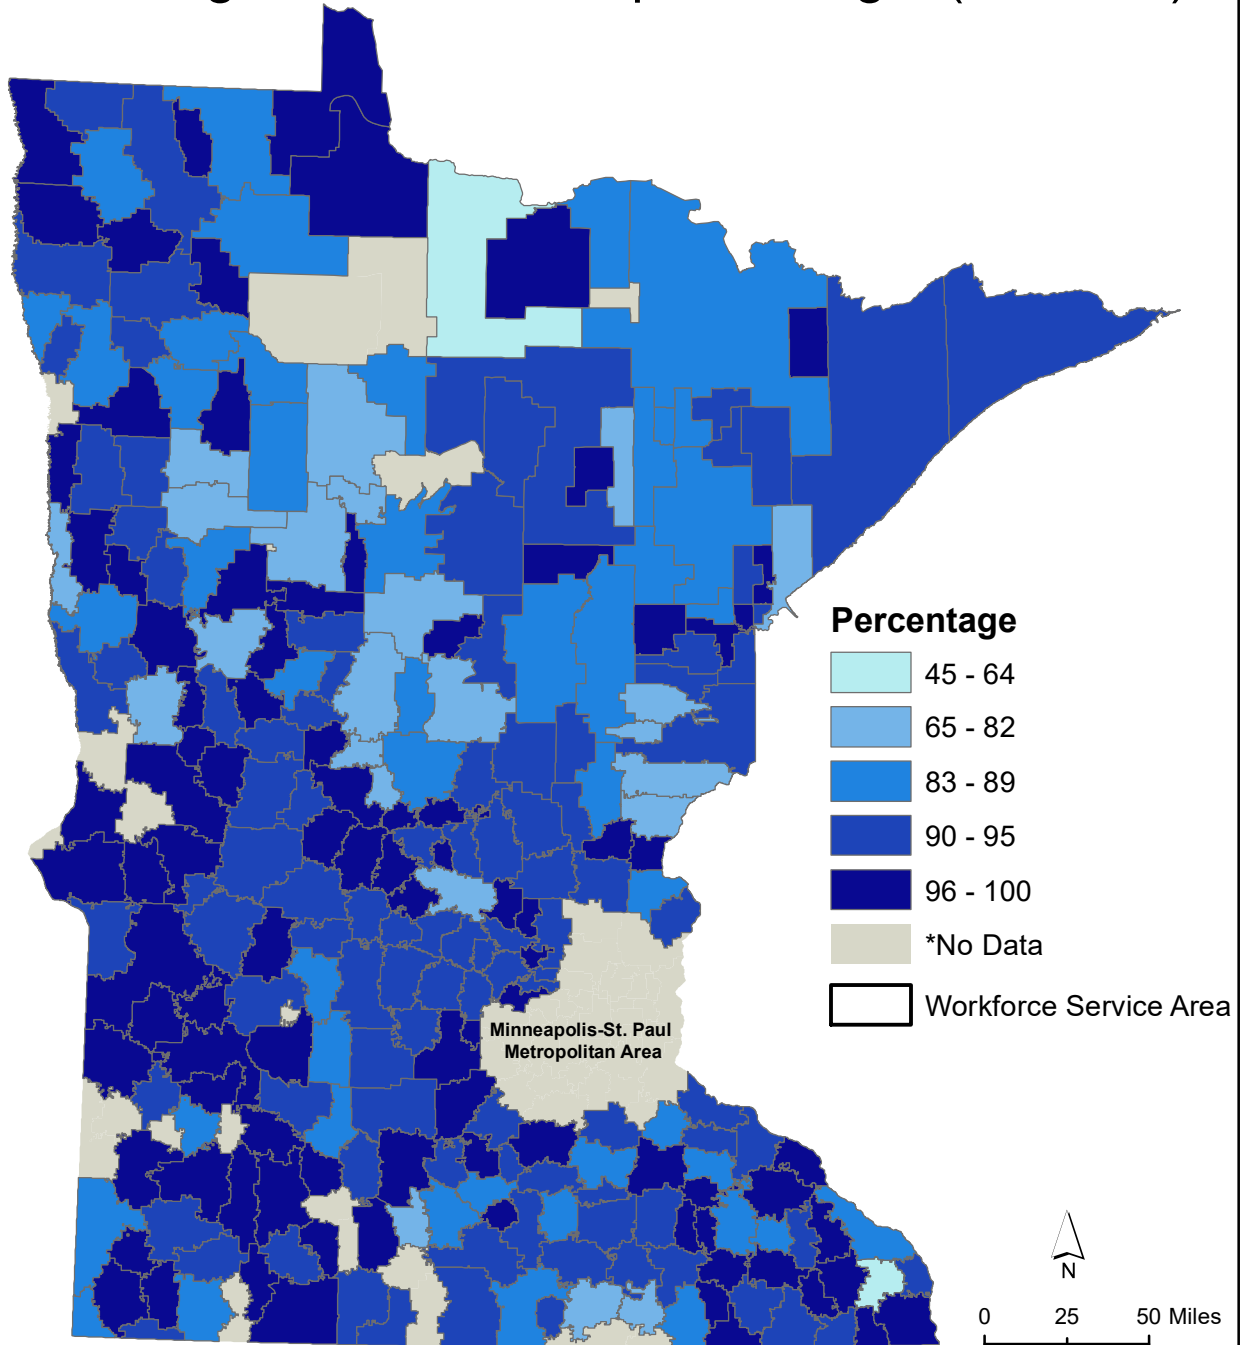 Percentage
45 - 64
65 - 82
83 - 89
90 - 95
96 - 100
*No Data
Workforce Service Area
Minneapolis-St. Paul
Metropolitan Area
N
0 25 50 Miles